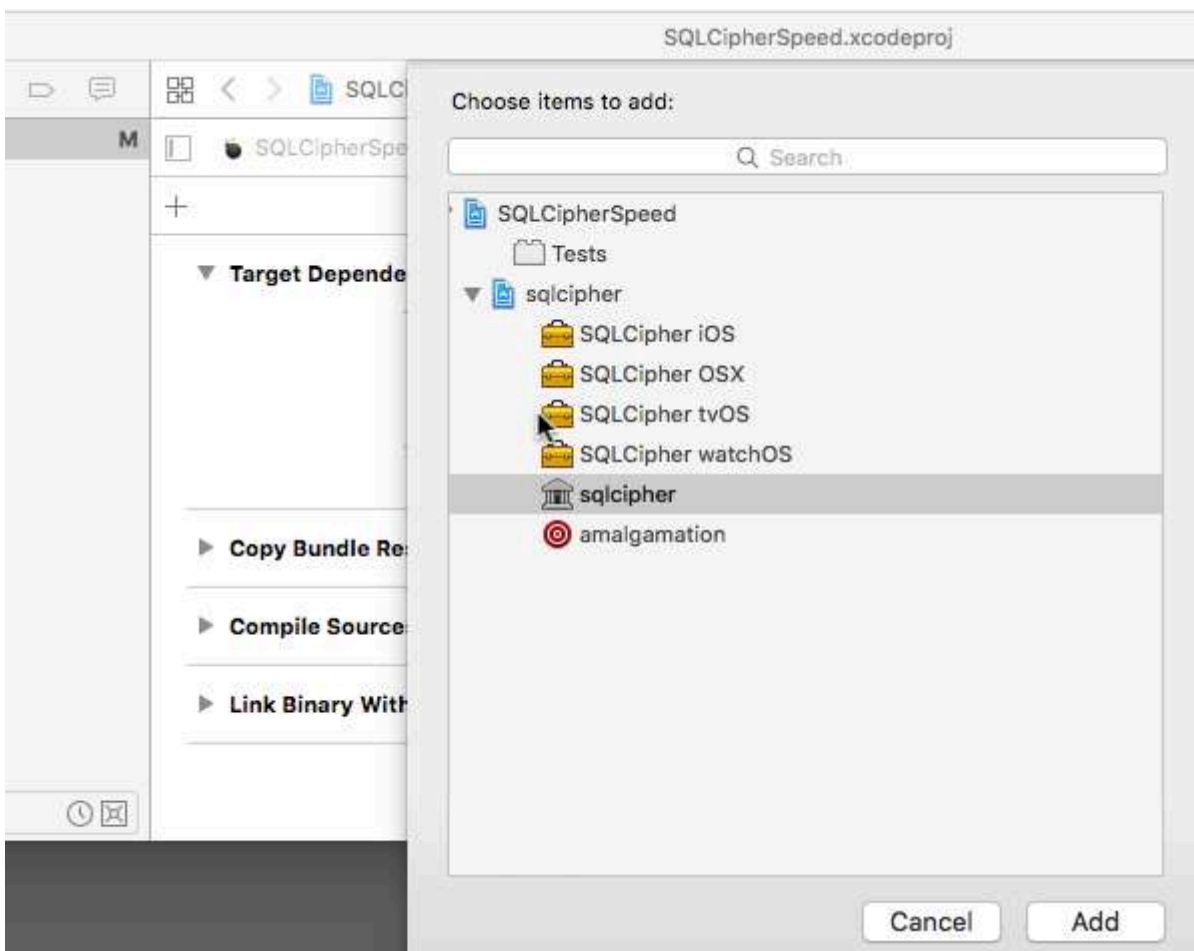 SQLCipherSpeed.xcodeproj
SQLC
Choose items to add:
M
SQLCipherSpe
Search
SQLCipherSpeed
Tests
Target Depende
sqlcipher
SQLCipher iOS
SQLCipher OSX
SQLCipher tvOS
SQLCipher watchOS
sqlcipher
Copy Bundle Re
amalgamation
Compile Source
Link Binary With
Cancel
Add